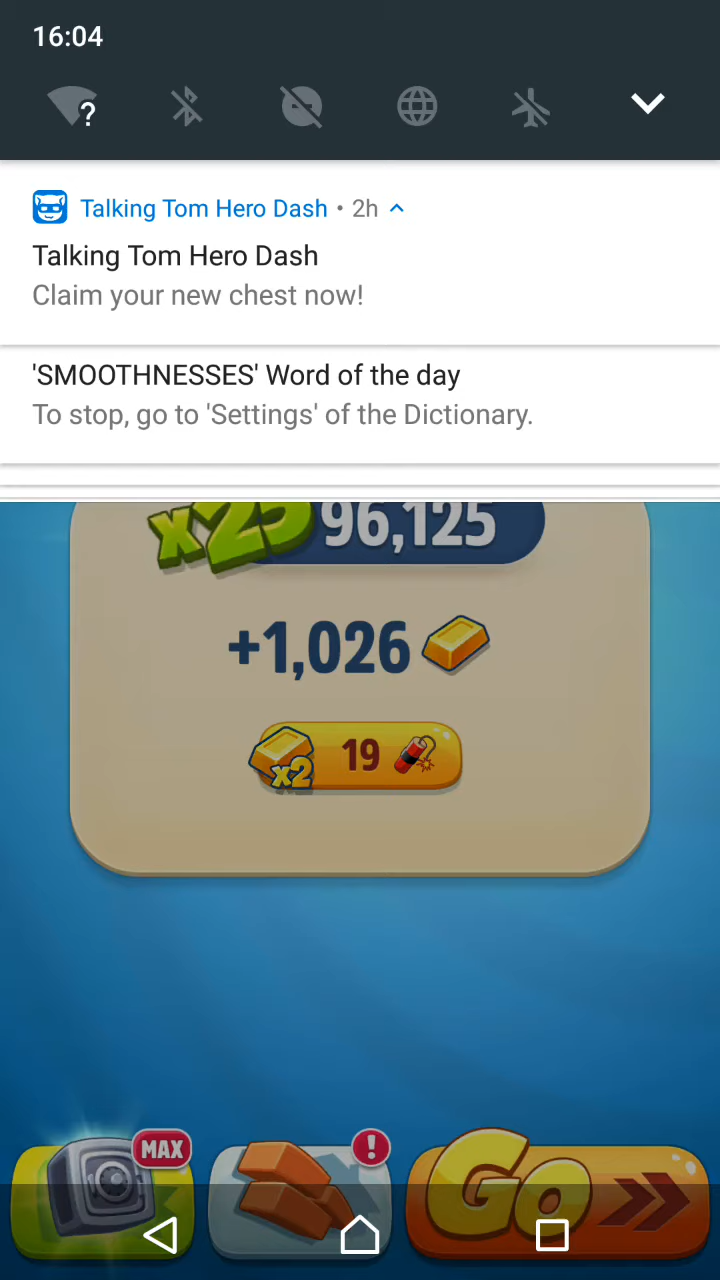 16:04
?
Talking Tom Hero Dash • 2h
Talking Tom Hero Dash
Claim your new chest now!
'SMOOTHNESSES' Word of the day
To stop, go to 'Settings' of the Dictionary.
x25 96,125
+1,026
x2 19
MAX !
Go